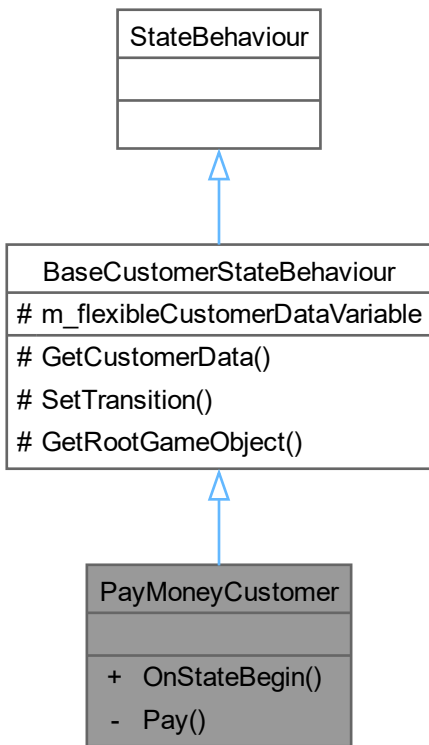 StateBehaviour
BaseCustomerStateBehaviour
# m_flexibleCustomerDataVariable
# GetCustomerData()
# SetTransition()
# GetRootGameObject()
PayMoneyCustomer
+ OnStateBegin()
- Pay()